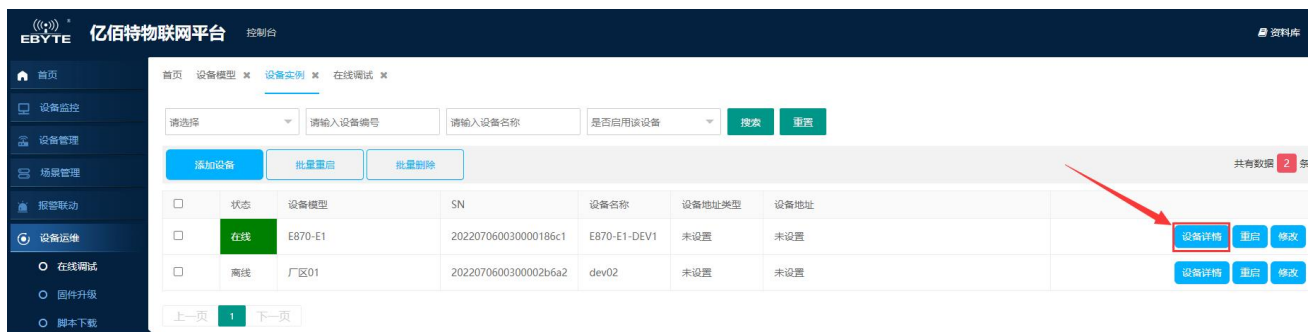 EBYTE 亿佰特物联网平台 控制台 资料库
首页
设备监控
设备管理
场景管理
报警联动
设备运维
在线调试
固件升级
脚本下载
首页 设备模型 × 设备实例 × 在线调试 ×
请选择 请输入设备编号 请输入设备名称 是否启用该设备 搜索 重置
添加设备 批量重启 批量删除 共有数据 2 条
状态 设备模型 SN 设备名称 设备地址类型 设备地址
在线 E870-E1 202207060030000186c1 E870-E1-DEV1 未设置 未设置 设备详情 重启 修改
离线 厂区01 2022070600300002b6a2 dev02 未设置 未设置 设备详情 重启 修改
上一页 1 下一页